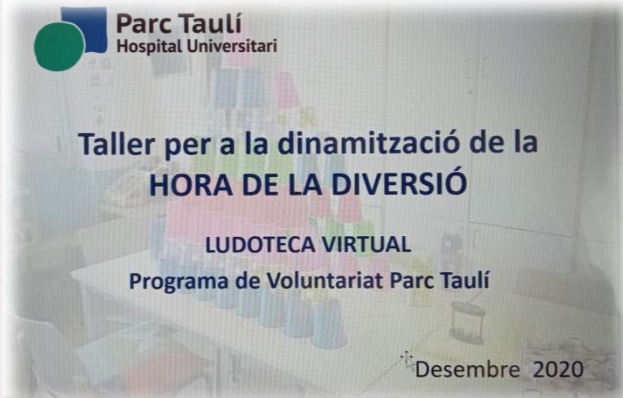 Parc Taulí
Hospital Universitari
Taller per a la dinamització de la
HORA DE LA DIVERSIÓ
LUDOTECA VIRTUAL
Programa de Voluntariat Parc Taulí
Desembre 2020